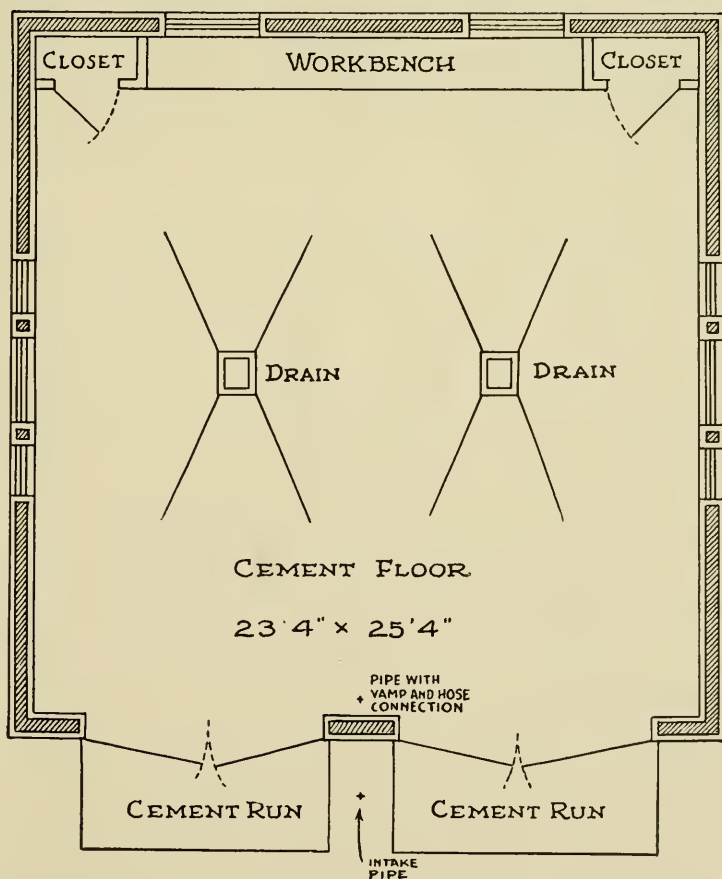 CLOSET
WORKBENCH
CLOSET
DRAIN
DRAIN
CEMENT FLOOR
23'4" × 25'4"
PIPE WITH
VAMP AND HOSE
CONNECTION
CEMENT RUN
CEMENT RUN
INTAKE
PIPE